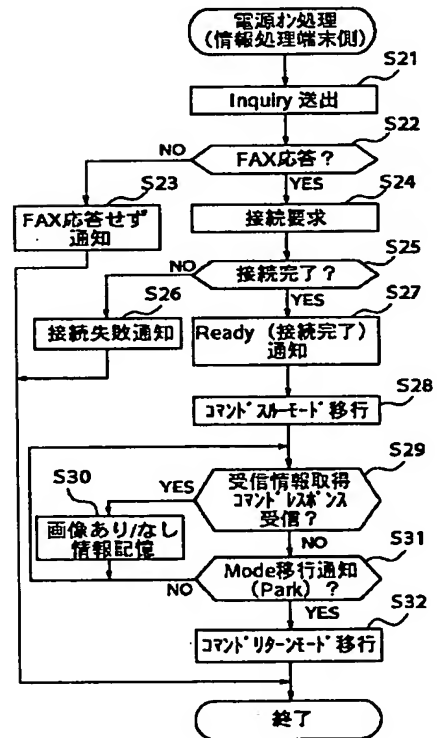 電源オン処理
(情報処理端末側)
S21
Inquiry 送出
S22
FAX応答？
NO
YES
S23
FAX応答せず
通知
S24
接続要求
S25
接続完了？
NO
YES
S26
接続失敗通知
S27
Ready（接続完了）
通知
S28
コマンドスルーモード移行
S29
受信情報取得
コマンドレスポンス
受信？
YES
NO
S30
画像あり/なし
情報記憶
S31
Mode移行通知
（Park）？
NO
YES
S32
コマンドリターンモード移行
終了